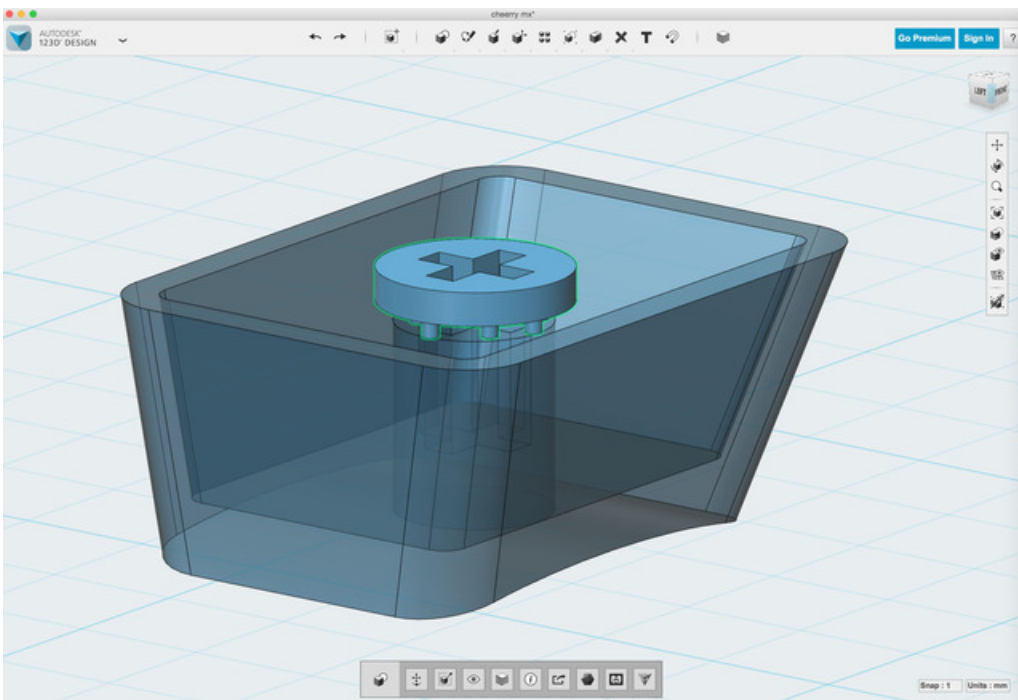 cheerry mx*
AUTODESK'
123D' DESIGN
T
Go Premium
Sign In
?
LEFT
FRONT
Snap : 1
Units : mm